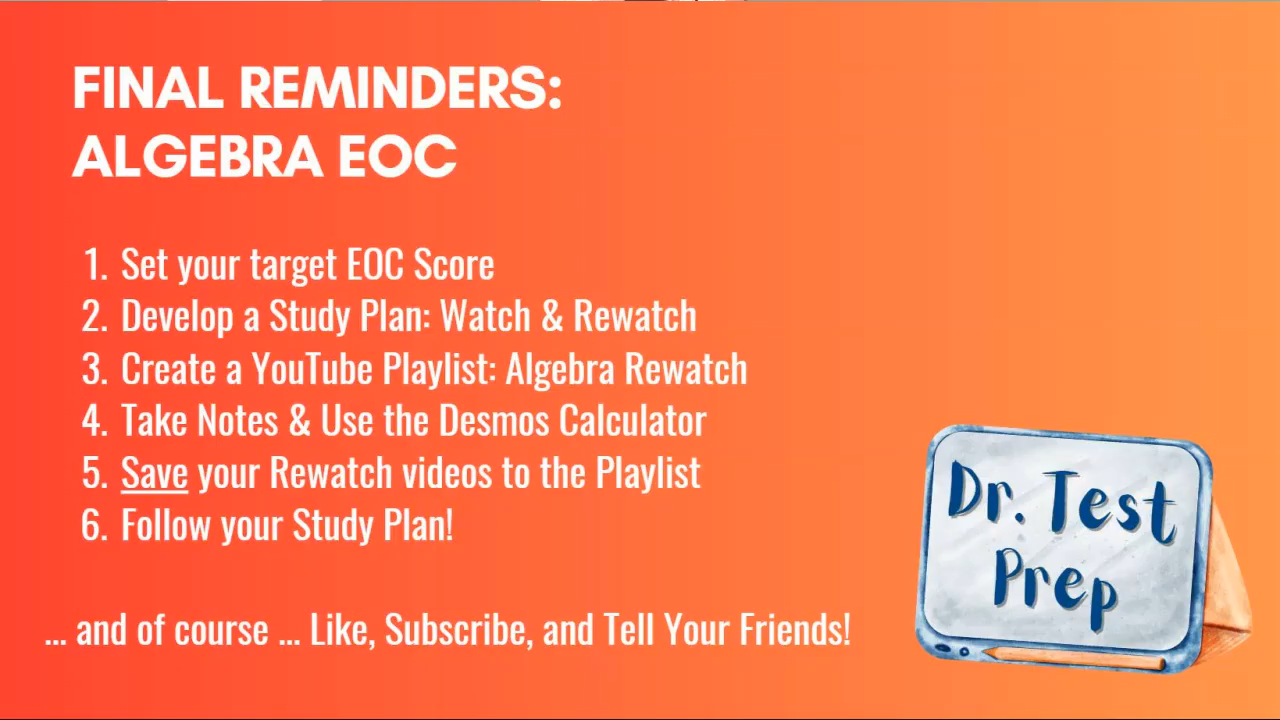 FINAL REMINDERS:
ALGEBRA EOC
1. Set your target EOC Score
2. Develop a Study Plan: Watch & Rewatch
3. Create a YouTube Playlist: Algebra Rewatch
4. Take Notes & Use the Desmos Calculator
5. Save your Rewatch videos to the Playlist
6. Follow your Study Plan!
... and of course ... Like, Subscribe, and Tell Your Friends!
Dr. Test
Prep